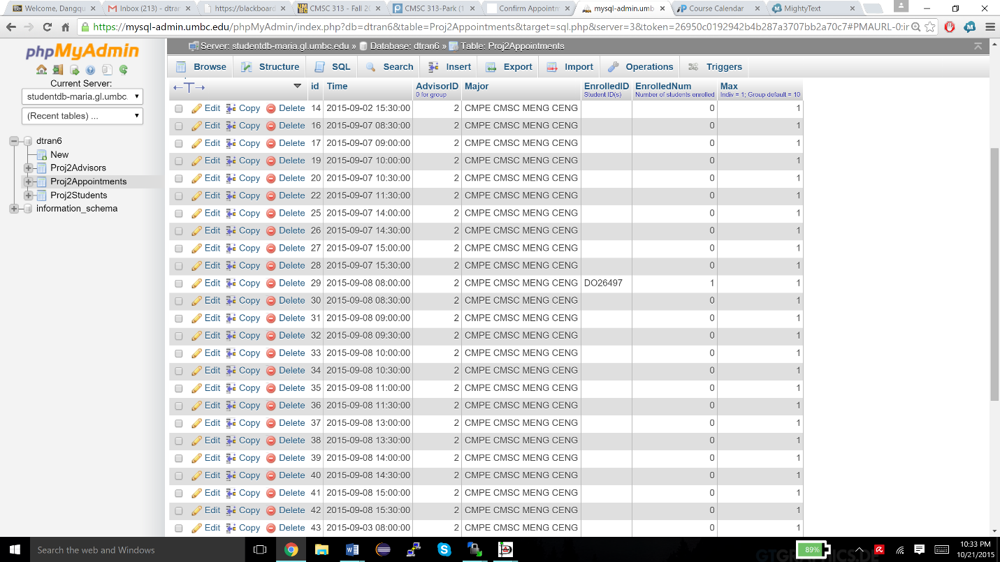 Welcome, Dangqu
Inbox (213) - dtran
https://blackboard
CMSC 313 - Fall 20
CMSC 313-Park (1
Confirm Appointm
mysql-admin.umb
Course Calendar
MightyText
https://mysql-admin.umbc.edu/phpMyAdmin/index.php?db=dtran6&table=Proj2Appointments&target=sql.php&server=3&token=26950c0192942b4b287a3707bb2a70c7#PMAURL-0:in
phpMyAdmin
Current Server:
studentdb-maria.gl.umbc.
(Recent tables) ...
dtran6
New
Proj2Advisors
Proj2Appointments
Proj2Students
information_schema
Server: studentdb-maria.gl.umbc.edu » Database: dtran6 » Table: Proj2Appointments
Browse Structure SQL Search Insert Export Import Operations Triggers
←T→ id Time AdvisorID Major EnrolledID EnrolledNum Max
0 for group Student ID(s) Number of students enrolled Indiv = 1; Group default = 10
Edit Copy Delete 14 2015-09-02 15:30:00 2 CMPE CMSC MENG CENG 0 1
Edit Copy Delete 16 2015-09-07 08:30:00 2 CMPE CMSC MENG CENG 0 1
Edit Copy Delete 17 2015-09-07 09:00:00 2 CMPE CMSC MENG CENG 0 1
Edit Copy Delete 19 2015-09-07 10:00:00 2 CMPE CMSC MENG CENG 0 1
Edit Copy Delete 20 2015-09-07 10:30:00 2 CMPE CMSC MENG CENG 0 1
Edit Copy Delete 22 2015-09-07 11:30:00 2 CMPE CMSC MENG CENG 0 1
Edit Copy Delete 25 2015-09-07 14:00:00 2 CMPE CMSC MENG CENG 0 1
Edit Copy Delete 26 2015-09-07 14:30:00 2 CMPE CMSC MENG CENG 0 1
Edit Copy Delete 27 2015-09-07 15:00:00 2 CMPE CMSC MENG CENG 0 1
Edit Copy Delete 28 2015-09-07 15:30:00 2 CMPE CMSC MENG CENG 0 1
Edit Copy Delete 29 2015-09-08 08:00:00 2 CMPE CMSC MENG CENG DO26497 1 1
Edit Copy Delete 30 2015-09-08 08:30:00 2 CMPE CMSC MENG CENG 0 1
Edit Copy Delete 31 2015-09-08 09:00:00 2 CMPE CMSC MENG CENG 0 1
Edit Copy Delete 32 2015-09-08 09:30:00 2 CMPE CMSC MENG CENG 0 1
Edit Copy Delete 33 2015-09-08 10:00:00 2 CMPE CMSC MENG CENG 0 1
Edit Copy Delete 34 2015-09-08 10:30:00 2 CMPE CMSC MENG CENG 0 1
Edit Copy Delete 35 2015-09-08 11:00:00 2 CMPE CMSC MENG CENG 0 1
Edit Copy Delete 36 2015-09-08 11:30:00 2 CMPE CMSC MENG CENG 0 1
Edit Copy Delete 37 2015-09-08 13:00:00 2 CMPE CMSC MENG CENG 0 1
Edit Copy Delete 38 2015-09-08 13:30:00 2 CMPE CMSC MENG CENG 0 1
Edit Copy Delete 39 2015-09-08 14:00:00 2 CMPE CMSC MENG CENG 0 1
Edit Copy Delete 40 2015-09-08 14:30:00 2 CMPE CMSC MENG CENG 0 1
Edit Copy Delete 41 2015-09-08 15:00:00 2 CMPE CMSC MENG CENG 0 1
Edit Copy Delete 42 2015-09-08 15:30:00 2 CMPE CMSC MENG CENG 0 1
Edit Copy Delete 43 2015-09-03 08:00:00 2 CMPE CMSC MENG CENG 0 1
Search the web and Windows
89%
10:33 PM
10/21/2015
GTGRAPHICS.DE